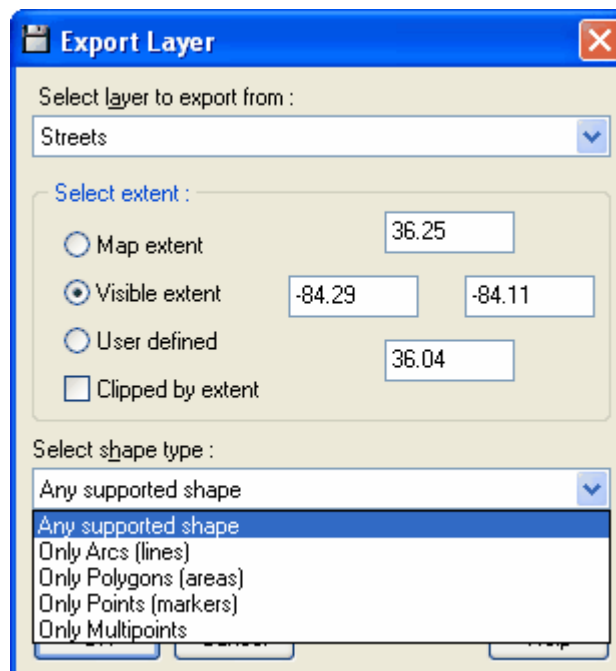 Export Layer
Select layer to export from :
Streets
Select extent :
36.25
Map extent
Visible extent
-84.29
-84.11
User defined
36.04
Clipped by extent
Select shape type :
Any supported shape
Any supported shape
Only Arcs (lines)
Only Polygons (areas)
Only Points (markers)
Only Multipoints